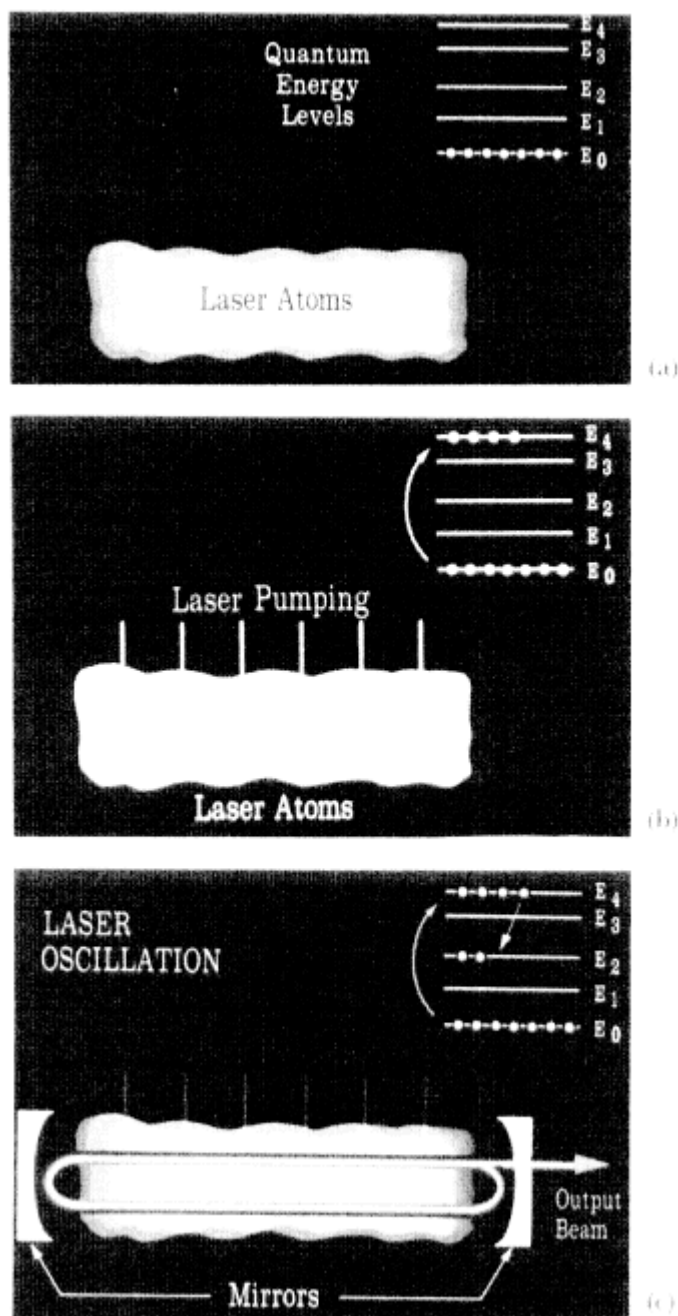 E4
E3
Quantum
Energy
Levels
E2
E1
E0
Laser Atoms
(a)
E4
E3
E2
E1
E0
Laser Pumping
Laser Atoms
(b)
LASER
OSCILLATION
E4
E3
E2
E1
E0
Output
Beam
Mirrors
(c)